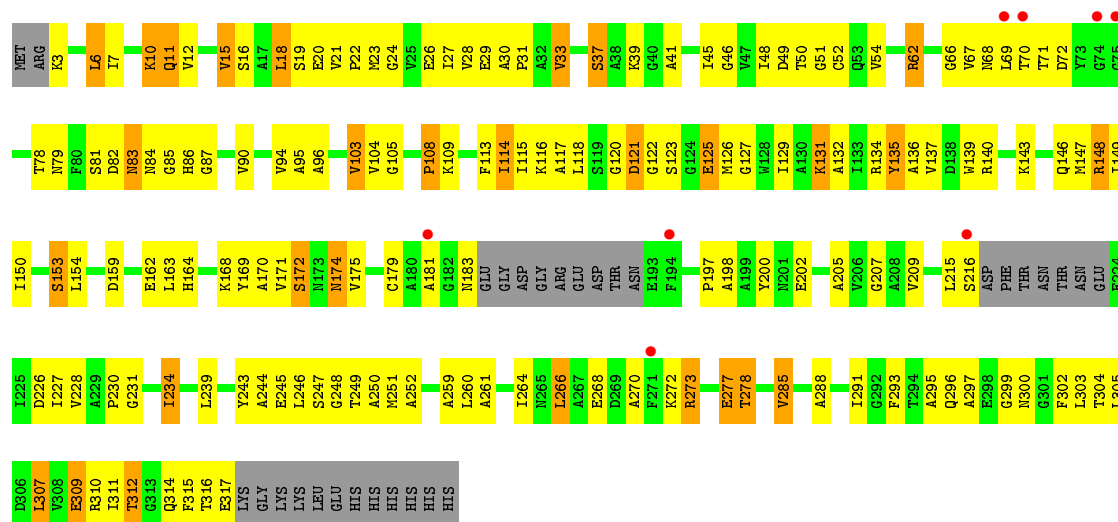 MET ARG K3 L6 I7 K10 Q11 V12 V15 S16 A17 L18 S19 E20 V21 P22 M23 G24 V25 E26 I27 V28 E29 A30 P31 A32 V33 S37 A38 K39 G40 A41 I45 G46 V47 I48 D49 T50 G51 C52 Q53 V54 R62 G66 V67 N68 L69 T70 T71 D72 Y73 G74
T78 N79 F80 S81 D82 N83 N84 G85 H86 G87 V90 V94 A95 A96 V103 V104 G105 P108 K109 F113 I114 I115 K116 A117 L118 S119 G120 D121 G122 S123 G124 E125 M126 G127 W128 I129 A130 K131 A132 I133 R134 Y135 A136 V137 D138 W139 R140 K143 Q146 M147 R148
I150 S153 L154 D159 E162 L163 H164 K168 Y169 A170 V171 S172 N173 N174 V175 C179 A180 A181 G182 N183 GLU GLY ASP GLY ARG GLU ASP THR ASN E193 F194 P197 A198 A199 Y200 N201 E202 A205 V206 G207 A208 V209 L215 S216 ASP PHE THR ASN THR ASN GLU
I225 D226 I227 V228 A229 P230 G231 I234 L239 Y243 A244 E245 L246 S247 G248 T249 A250 M251 A252 A259 L260 A261 I264 N265 L266 A267 E268 D269 A270 F271 K272 R273 E277 T278 V285 A288 I291 G292 F293 T294 A295 Q296 A297 E298 G299 N300 G301 F302 L303 T304
D306 L307 V308 E309 R310 I311 T312 G313 Q314 F315 T316 E317 LYS GLY LYS LYS LEU GLU HIS HIS HIS HIS HIS HIS